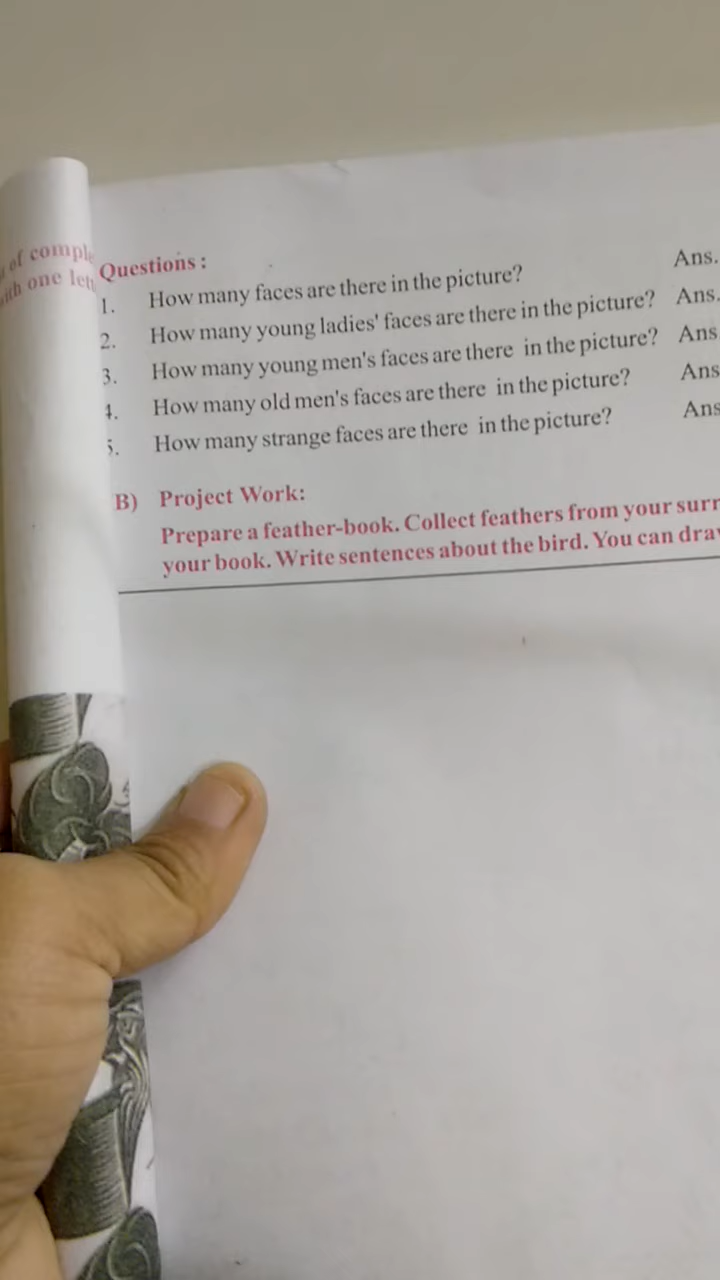 of comple
with one lett
Questions :
1. How many faces are there in the picture? Ans.
2. How many young ladies' faces are there in the picture? Ans.
3. How many young men's faces are there in the picture? Ans
4. How many old men's faces are there in the picture? Ans
5. How many strange faces are there in the picture? Ans
B) Project Work:
Prepare a feather-book. Collect feathers from your surr
your book. Write sentences about the bird. You can dra